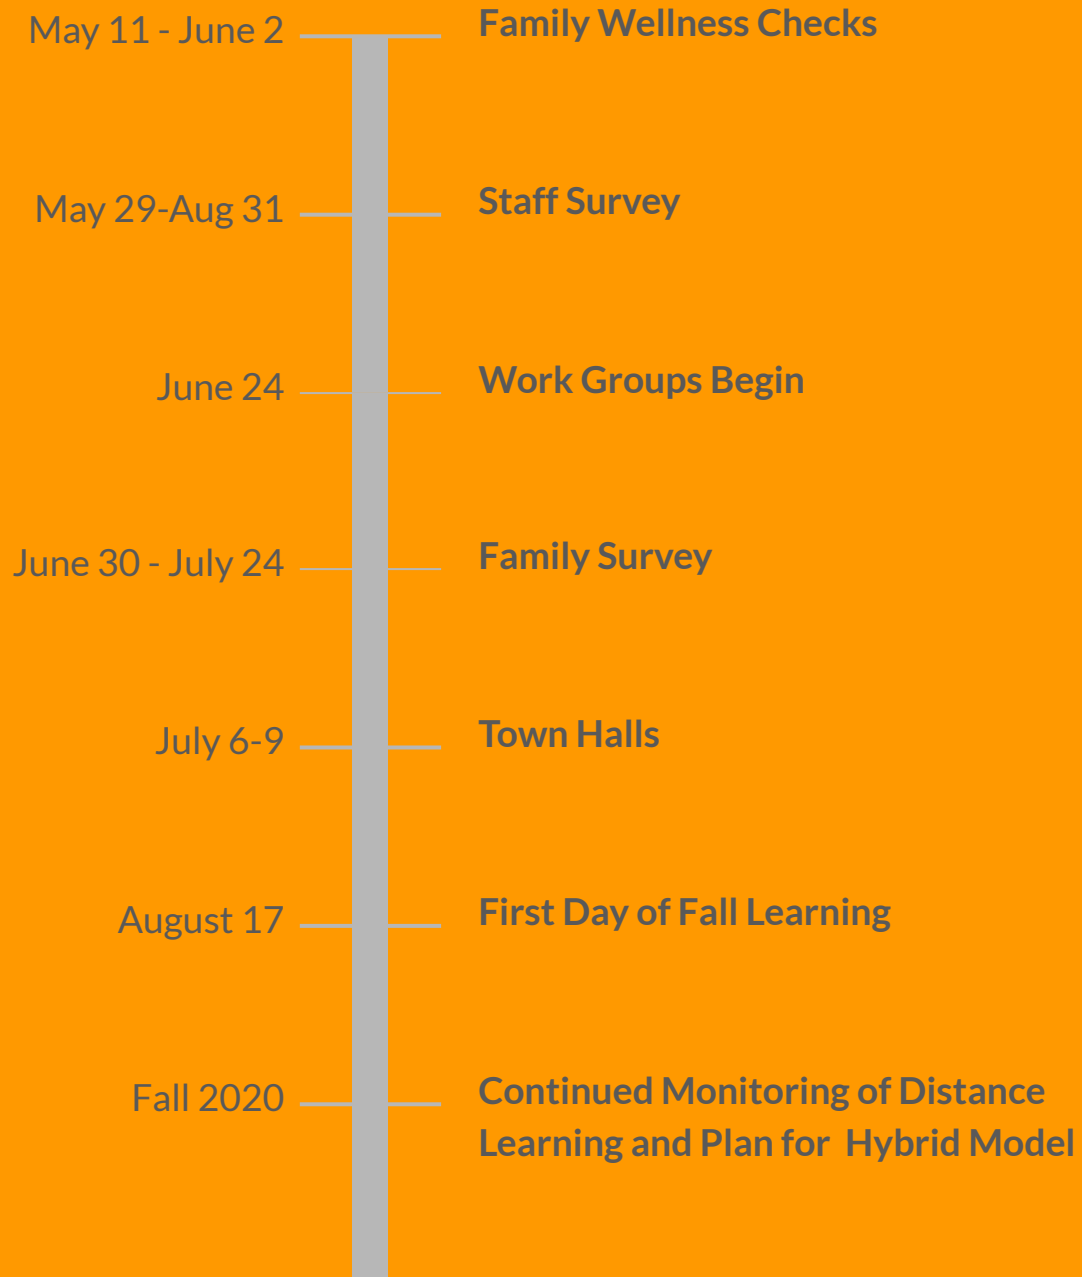 May 11 - June 2 Family Wellness Checks
May 29-Aug 31 Staff Survey
June 24 Work Groups Begin
June 30 - July 24 Family Survey
July 6-9 Town Halls
August 17 First Day of Fall Learning
Fall 2020 Continued Monitoring of Distance
Learning and Plan for Hybrid Model